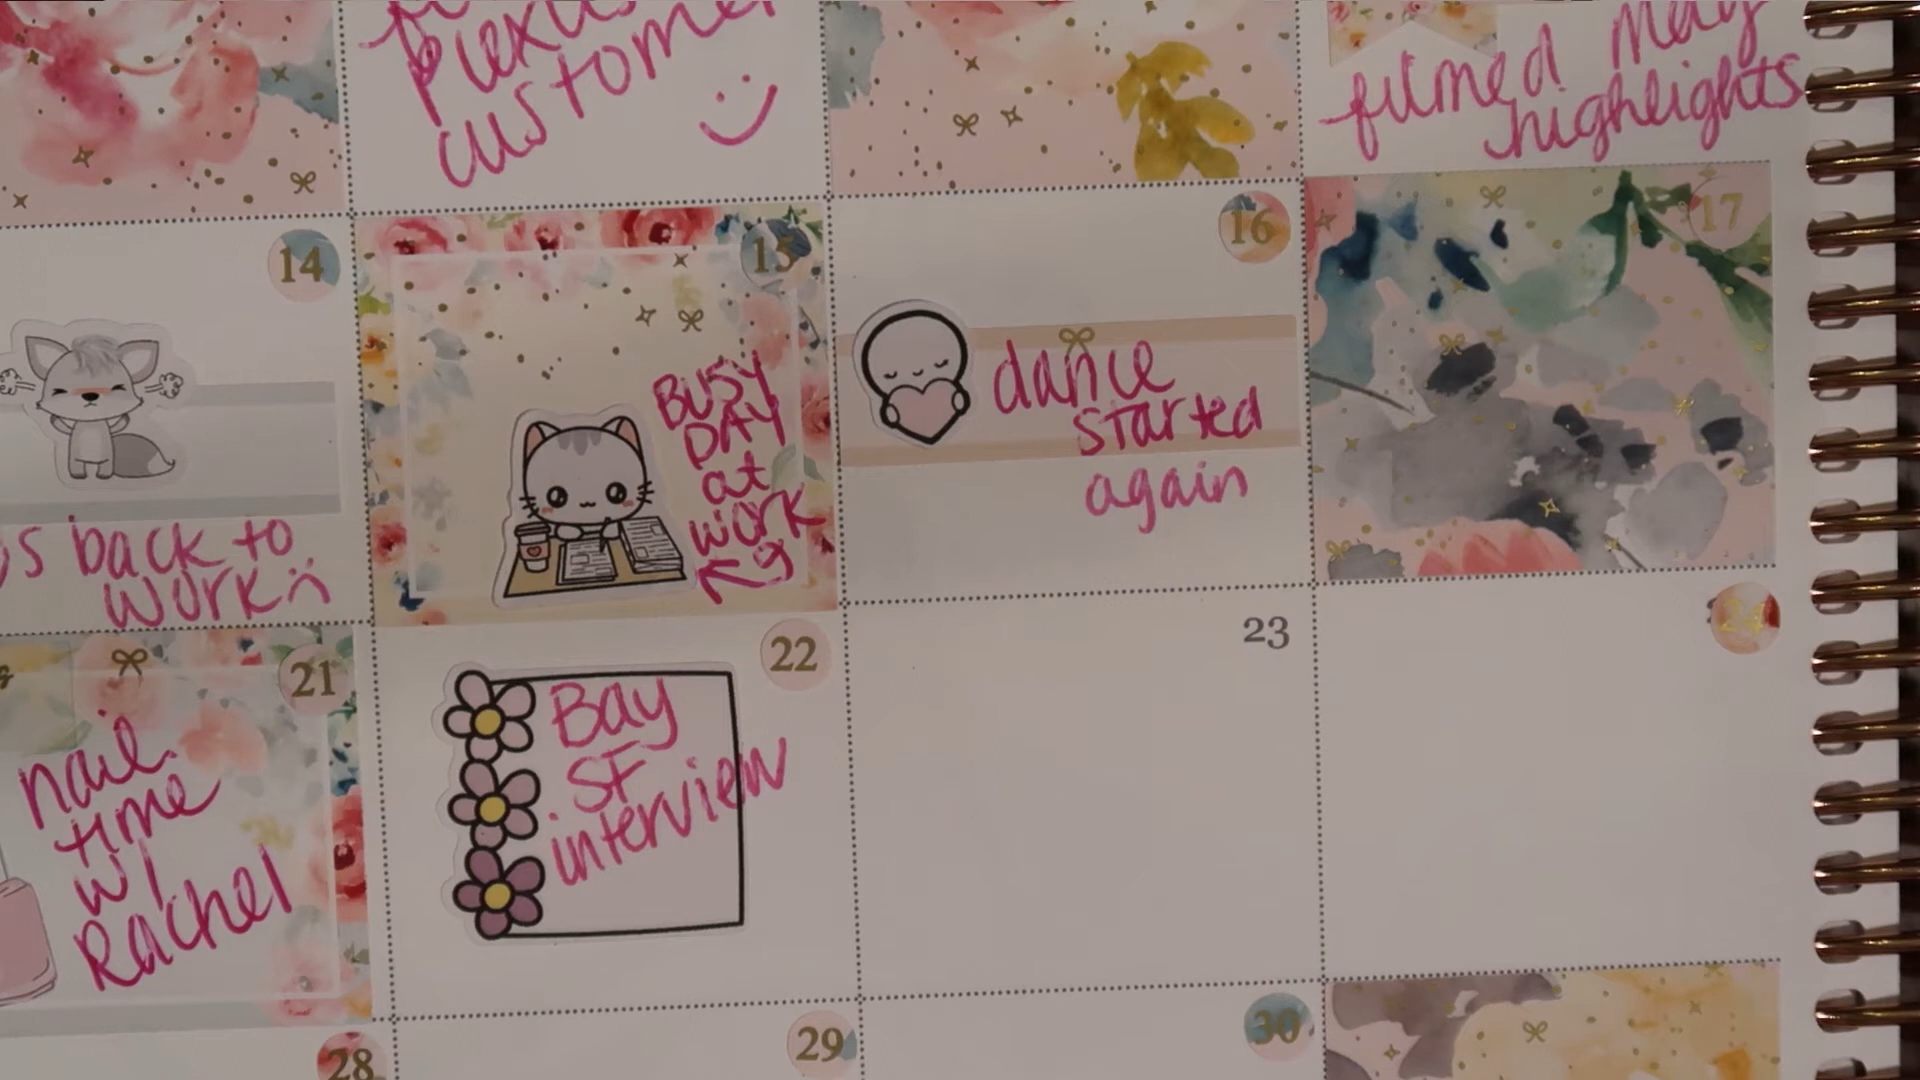 plexus
customer
filmed May
highlights
14
s back to
work
15
BUSY
DAY
at
work
16
dance
started
again
17
21
nail
time
w/
Rachel
22
Bay
SF
interview
23
24
28
29
30